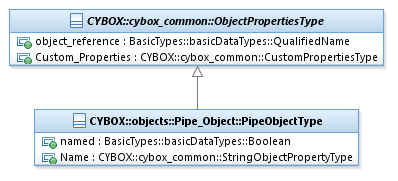 CYBOX::cybox_common::ObjectPropertiesType
object_reference : BasicTypes::basicDataTypes::QualifiedName
Custom_Properties : CYBOX::cybox_common::CustomPropertiesType
CYBOX::objects::Pipe_Object::PipeObjectType
named : BasicTypes::basicDataTypes::Boolean
Name : CYBOX::cybox_common::StringObjectPropertyType